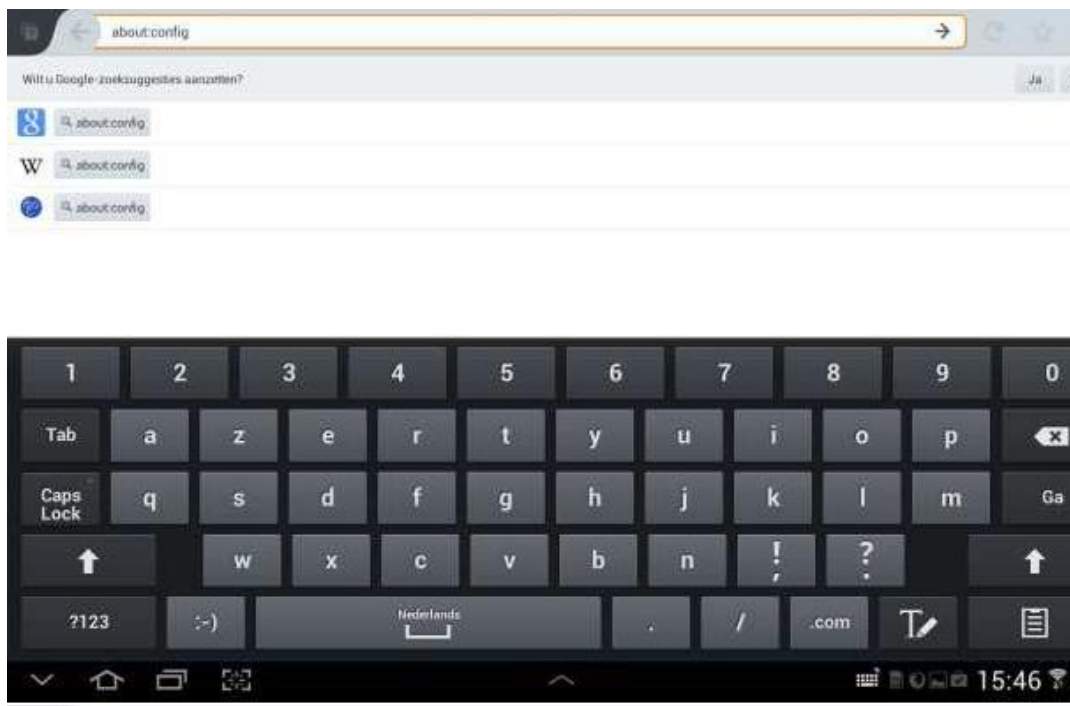 about:config
Wilt u Google-zoeksuggesties aanzetten? Ja
about:config
W about:config
about:config
1 2 3 4 5 6 7 8 9 0
Tab a z e r t y u i o p
Caps Lock q s d f g h j k l m Ga
w x c v b n ! , ? .
?123 :-) Nederlands . / .com
15:46